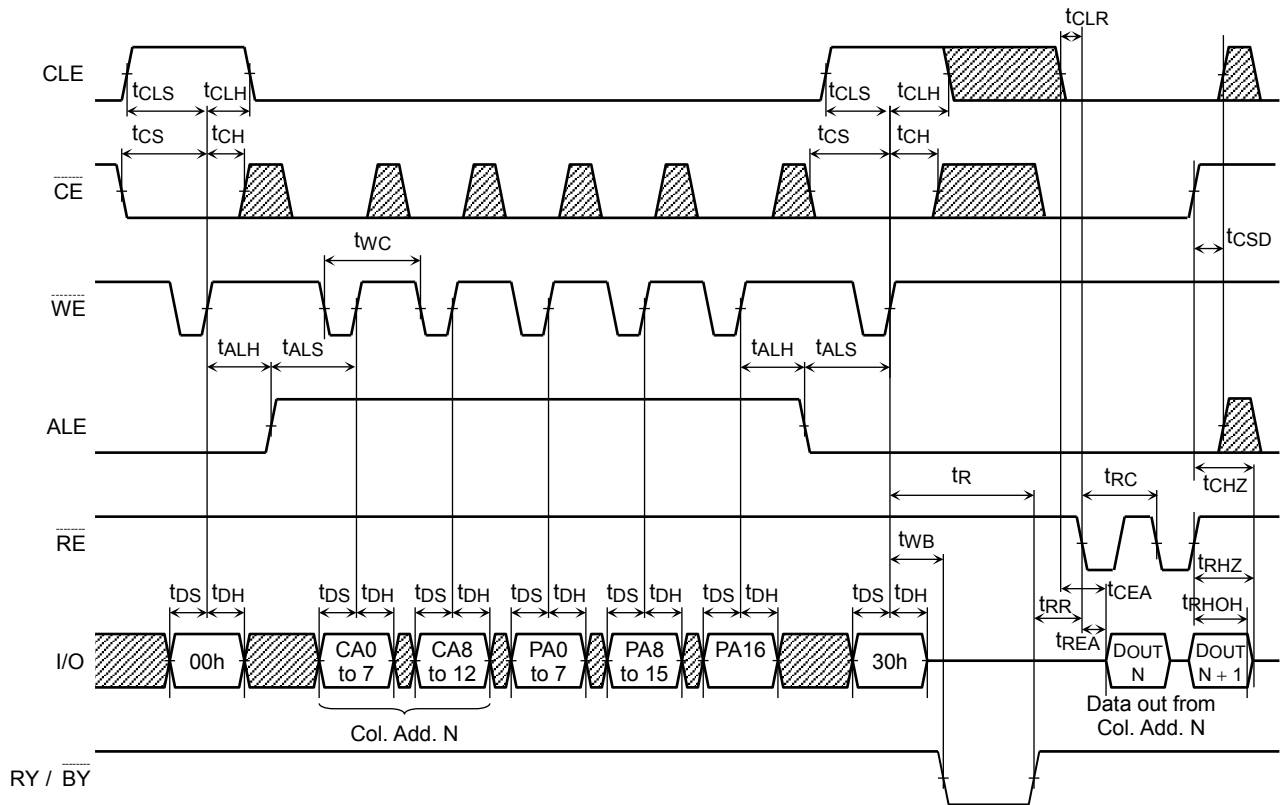 tCLR
CLE
tCLS tCLH tCLS tCLH
tCS tCH tCS tCH
CE
tCSD
tWC
WE
tALH tALS tALH tALS
ALE
tR tRC tCHZ
RE
tWB tRHZ
tDS tDH tDS tDH tDS tDH tDS tDH tDS tDH tDS tDH tDS tDH tCEA
tRR tRHOH
tREA
I/O
00h
CA0
to 7
CA8
to 12
PA0
to 7
PA8
to 15
PA16
30h
DOUT
N
DOUT
N + 1
Col. Add. N
Data out from
Col. Add. N
RY / BY